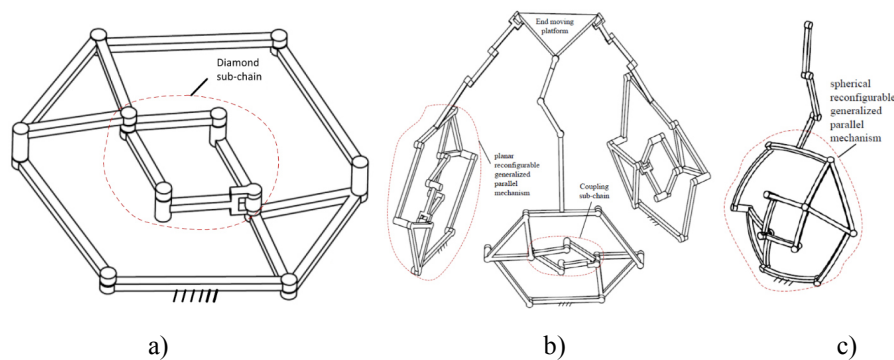 Diamond
sub-chain
End moving
platform
planar
reconfigurable
generalized
parallel
mechanism
Coupling
sub-chain
spherical
reconfigurable
generalized
parallel
mechanism
a)
b)
c)